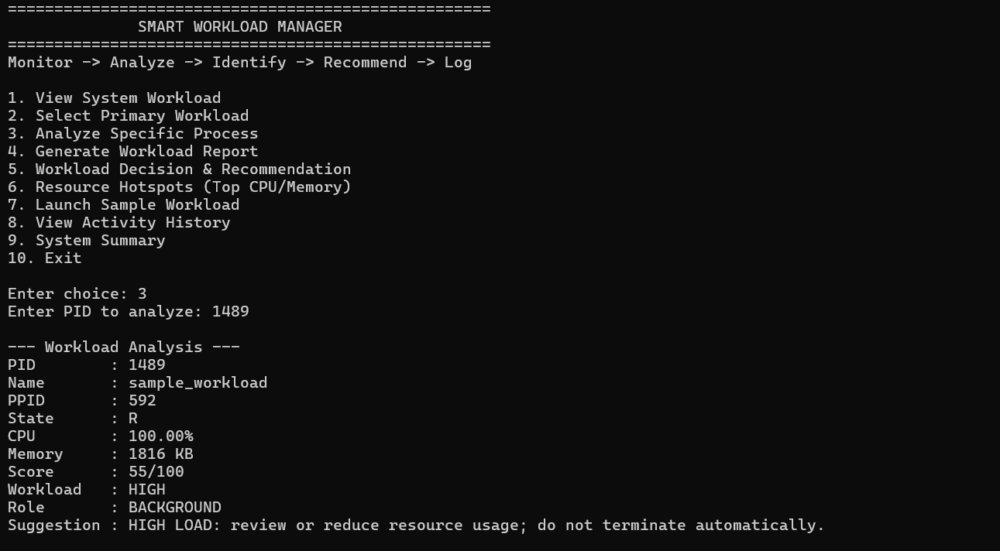 ====================================================
SMART WORKLOAD MANAGER
====================================================
Monitor -> Analyze -> Identify -> Recommend -> Log
1. View System Workload
2. Select Primary Workload
3. Analyze Specific Process
4. Generate Workload Report
5. Workload Decision & Recommendation
6. Resource Hotspots (Top CPU/Memory)
7. Launch Sample Workload
8. View Activity History
9. System Summary
10. Exit
Enter choice: 3
Enter PID to analyze: 1489
--- Workload Analysis ---
PID        : 1489
Name       : sample_workload
PPID       : 592
State      : R
CPU        : 100.00%
Memory     : 1816 KB
Score      : 55/100
Workload   : HIGH
Role       : BACKGROUND
Suggestion : HIGH LOAD: review or reduce resource usage; do not terminate automatically.